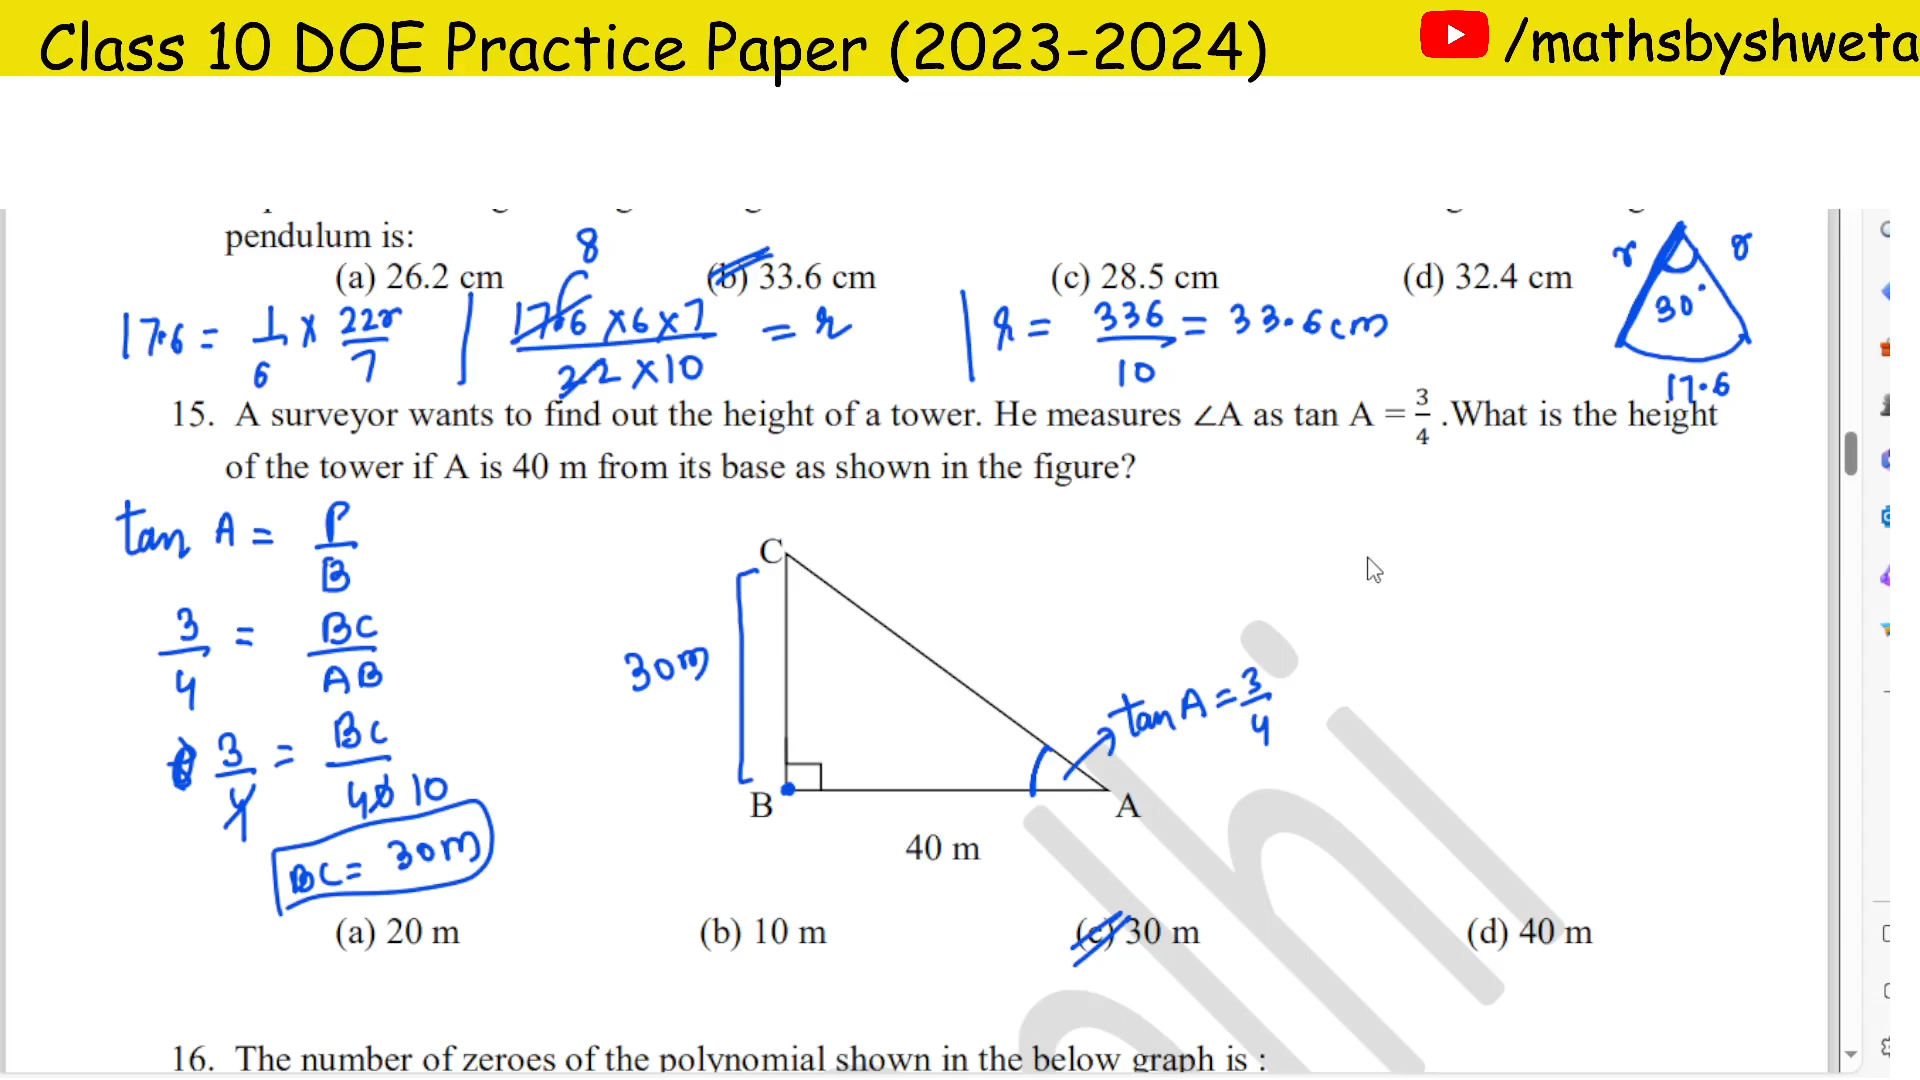 Class 10 DOE Practice Paper (2023-2024) /mathsbyshweta
pendulum is:
8
(a) 26.2 cm (b) 33.6 cm (c) 28.5 cm (d) 32.4 cm
r 30° r 17.6
17.6 = 1/6 × 22r/7 | 17.6 × 6 × 7 / 22 × 10 = r | r = 336/10 = 33.6 cm
15. A surveyor wants to find out the height of a tower. He measures ∠A as tan A = 3/4 .What is the height
of the tower if A is 40 m from its base as shown in the figure?
tan A = P/B
3/4 = BC/AB
3/4 = BC/40 10
BC = 30m
C
30m
tan A = 3/4
B A
40 m
(a) 20 m (b) 10 m (c) 30 m (d) 40 m
16. The number of zeroes of the polynomial shown in the below graph is :